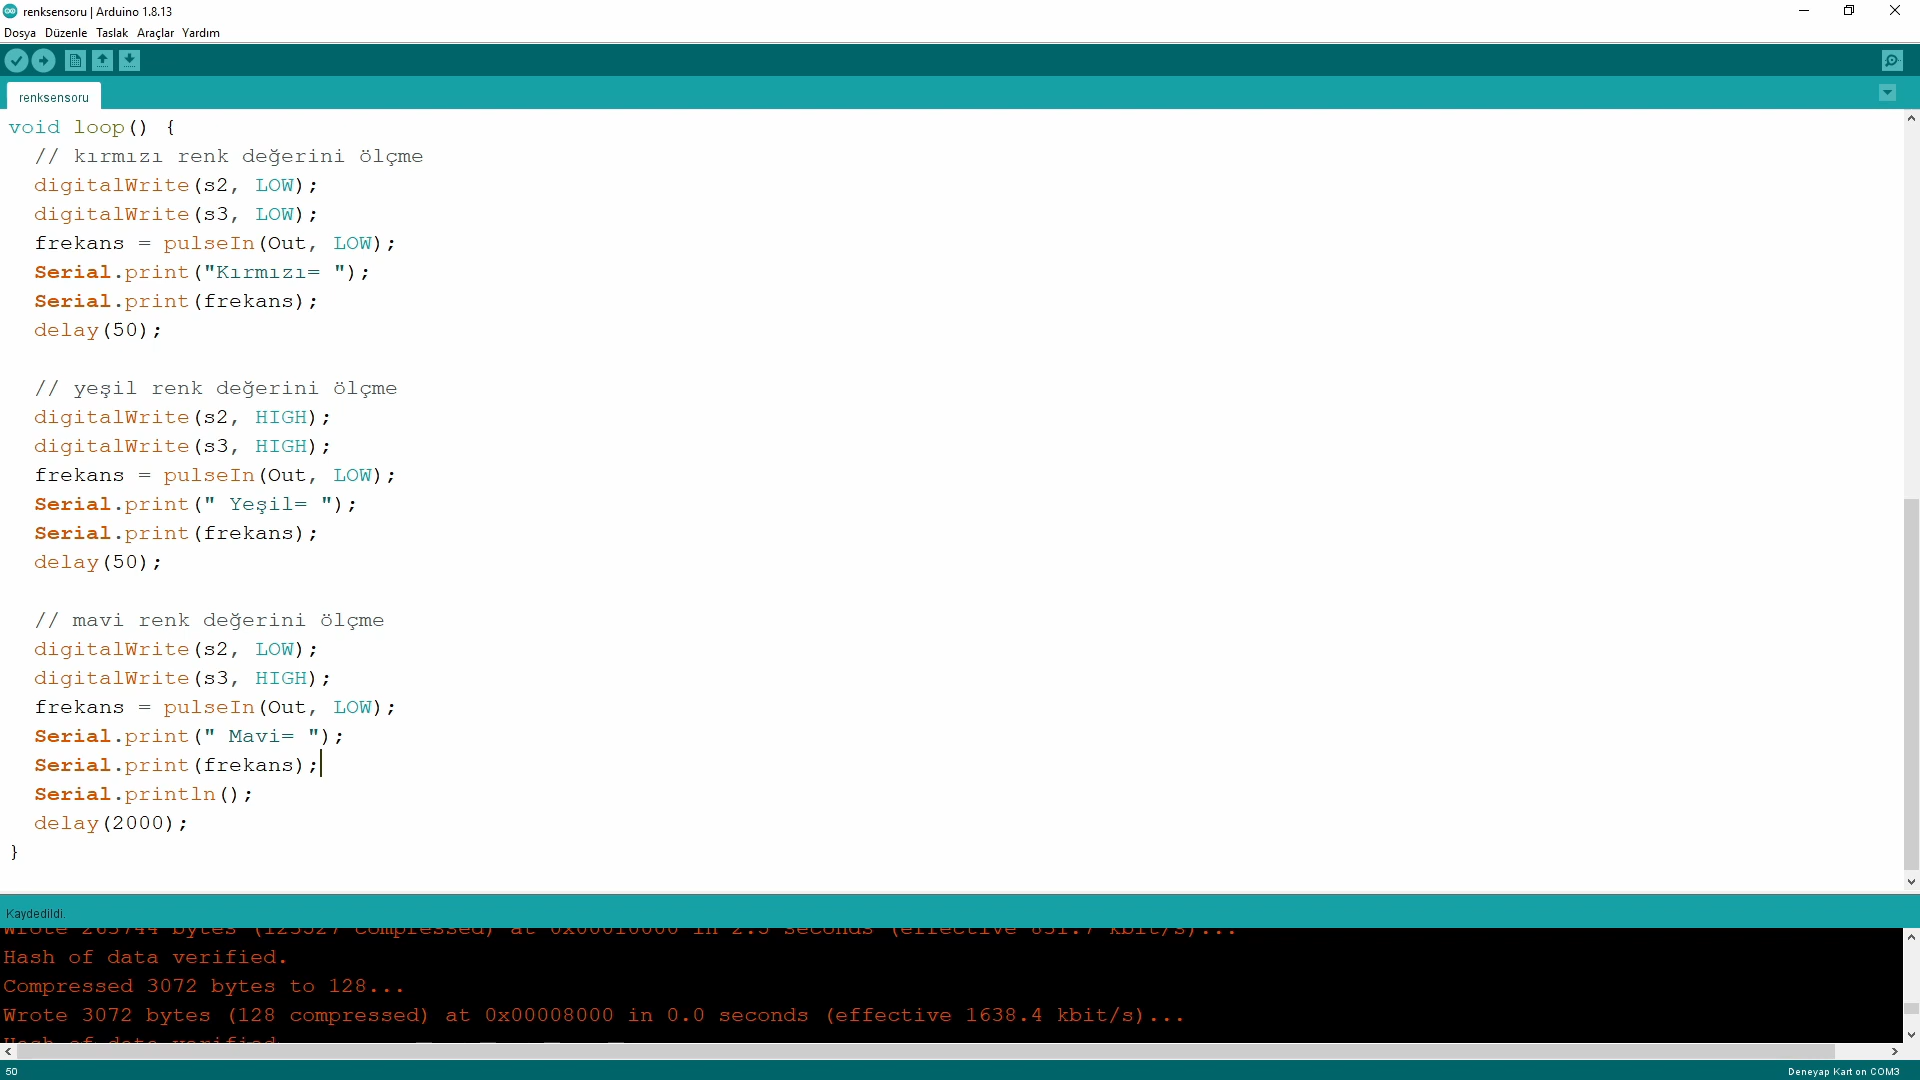 renksensoru | Arduino 1.8.13
Dosya Düzenle Taslak Araçlar Yardım
renksensoru
void loop() {
  // kırmızı renk değerini ölçme
  digitalWrite(s2, LOW);
  digitalWrite(s3, LOW);
  frekans = pulseIn(Out, LOW);
  Serial.print("Kırmızı= ");
  Serial.print(frekans);
  delay(50);
  // yeşil renk değerini ölçme
  digitalWrite(s2, HIGH);
  digitalWrite(s3, HIGH);
  frekans = pulseIn(Out, LOW);
  Serial.print(" Yeşil= ");
  Serial.print(frekans);
  delay(50);
  // mavi renk değerini ölçme
  digitalWrite(s2, LOW);
  digitalWrite(s3, HIGH);
  frekans = pulseIn(Out, LOW);
  Serial.print(" Mavi= ");
  Serial.print(frekans);
  Serial.println();
  delay(2000);
}
Kaydedildi.
Wrote 263744 bytes (123327 compressed) at 0x00010000 in 2.5 seconds (effective 851.7 kbit/s)...
Hash of data verified.
Compressed 3072 bytes to 128...
Wrote 3072 bytes (128 compressed) at 0x00008000 in 0.0 seconds (effective 1638.4 kbit/s)...
Hash of data verified.
50
Deneyap Kart on COM3